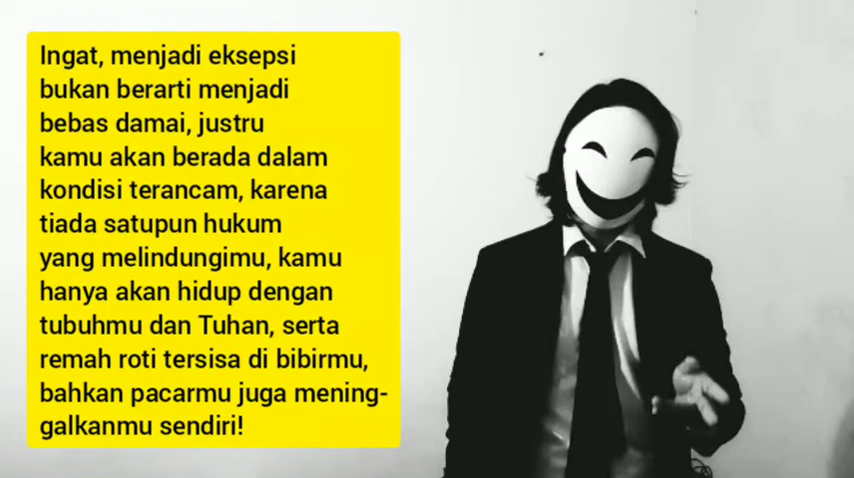 Ingat, menjadi eksepsi
bukan berarti menjadi
bebas damai, justru
kamu akan berada dalam
kondisi terancam, karena
tiada satupun hukum
yang melindungimu, kamu
hanya akan hidup dengan
tubuhmu dan Tuhan, serta
remah roti tersisa di bibirmu,
bahkan pacarmu juga mening-
galkanmu sendiri!